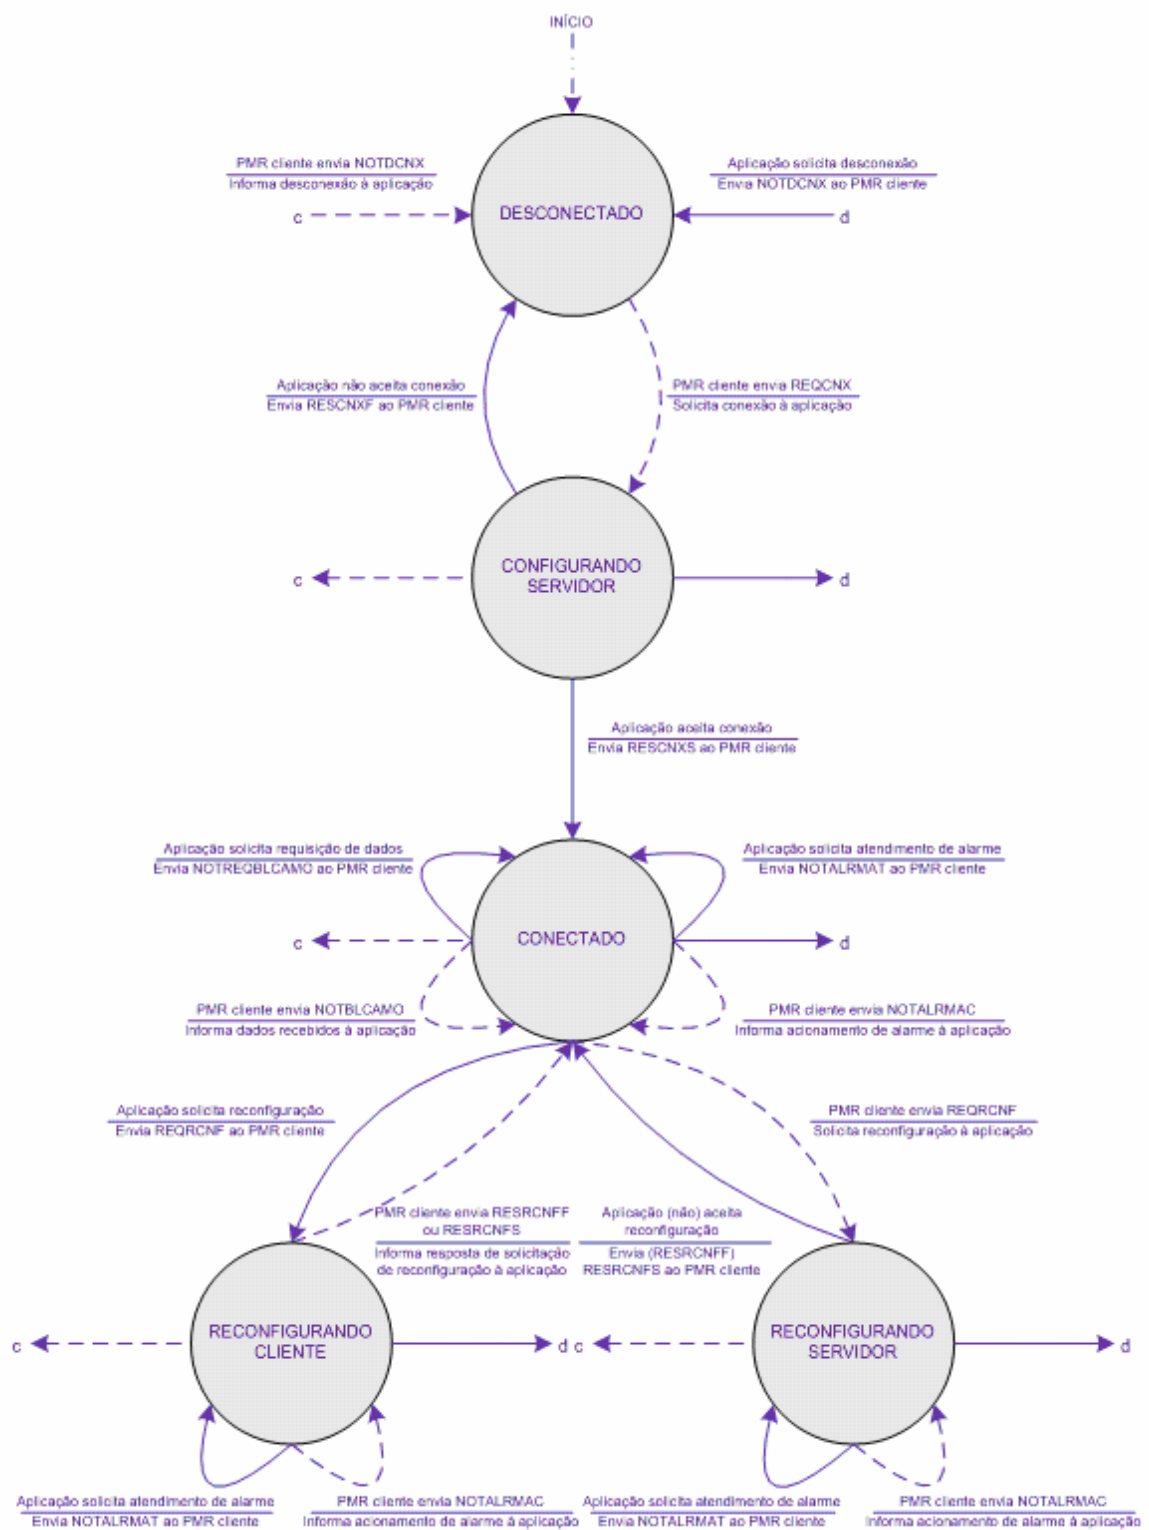 INÍCIO
PMR cliente envia NOTDCNX
Informa desconexão à aplicação
Aplicação solicita desconexão
Envia NOTDCNX ao PMR cliente
c
DESCONECTADO
d
Aplicação não aceita conexão
Envia RESCNXF ao PMR cliente
PMR cliente envia REQCNX
Solicita conexão à aplicação
c
CONFIGURANDO
SERVIDOR
d
Aplicação aceita conexão
Envia RESCNXS ao PMR cliente
Aplicação solicita requisição de dados
Envia NOTREQBLCAMO ao PMR cliente
Aplicação solicita atendimento de alarme
Envia NOTALRMAT ao PMR cliente
c
CONECTADO
d
PMR cliente envia NOTBLCAMO
Informa dados recebidos à aplicação
PMR cliente envia NOTALRMAC
Informa acionamento de alarme à aplicação
Aplicação solicita reconfiguração
Envia REQRCNF ao PMR cliente
PMR cliente envia REQRCNF
Solicita reconfiguração à aplicação
PMR cliente envia RESRCNFF
ou RESRCNFS
Informa resposta de solicitação
de reconfiguração à aplicação
Aplicação (não) aceita
reconfiguração
Envia (RESRCNFF)
RESRCNFS ao PMR cliente
c
RECONFIGURANDO
CLIENTE
d
c
RECONFIGURANDO
SERVIDOR
d
Aplicação solicita atendimento de alarme
Envia NOTALRMAT ao PMR cliente
PMR cliente envia NOTALRMAC
Informa acionamento de alarme à aplicação
Aplicação solicita atendimento de alarme
Envia NOTALRMAT ao PMR cliente
PMR cliente envia NOTALRMAC
Informa acionamento de alarme à aplicação